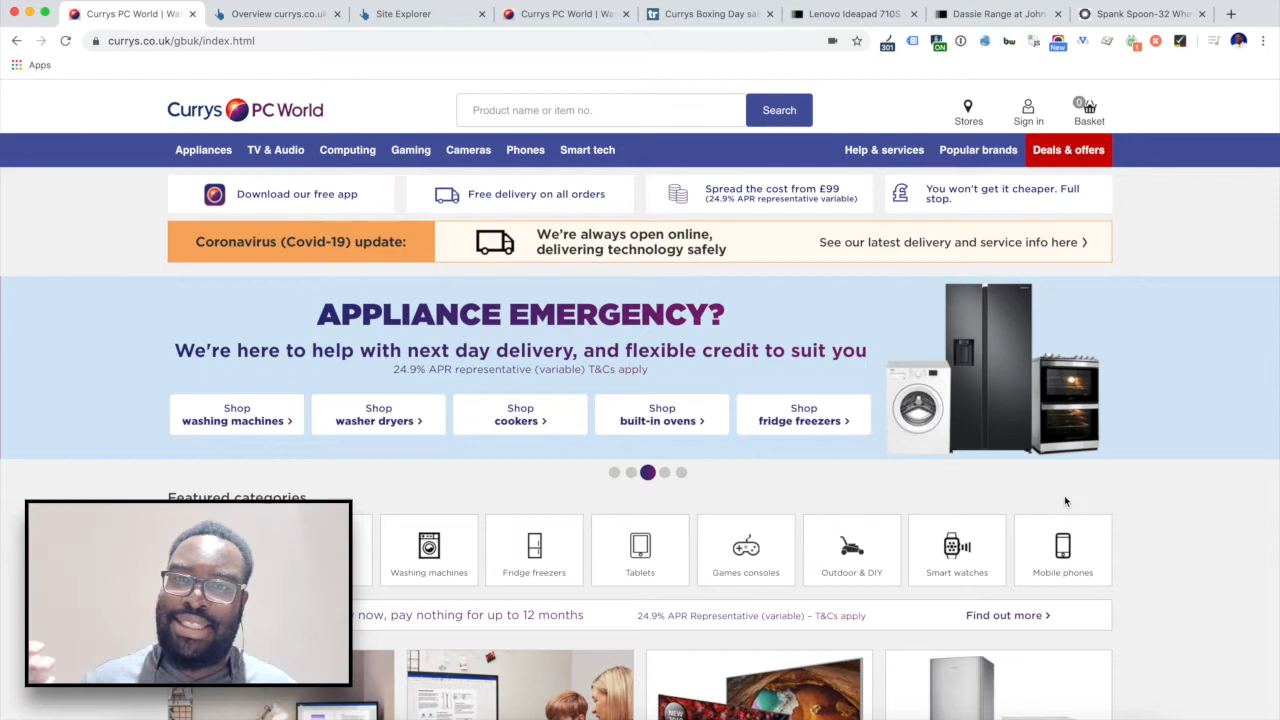 Currys PC World | Was
Overview currys.co.uk
Site Explorer
Currys PC World | Wa
Currys Boxing Day sa
Lenovo Ideapad 710S
Dassie Range at John
Spank Spoon-32 Whe
currys.co.uk/gbuk/index.html
301
ON
bw
New
1
Apps
Currys PC World
Product name or item no.
Search
Stores
Sign in
0
Basket
Appliances
TV & Audio
Computing
Gaming
Cameras
Phones
Smart tech
Help & services
Popular brands
Deals & offers
Download our free app
Free delivery on all orders
Spread the cost from £99
(24.9% APR representative variable)
You won't get it cheaper. Full
stop.
Coronavirus (Covid-19) update:
We're always open online,
delivering technology safely
See our latest delivery and service info here
APPLIANCE EMERGENCY?
We're here to help with next day delivery, and flexible credit to suit you
24.9% APR representative (variable) T&Cs apply
Shop
washing machines
Shop
washer dryers
Shop
cookers
Shop
built-in ovens
Shop
fridge freezers
Featured categories
Washing machines
Fridge freezers
Tablets
Games consoles
Outdoor & DIY
Smart watches
Mobile phones
now, pay nothing for up to 12 months
24.9% APR Representative (variable) – T&Cs apply
Find out more
NEW